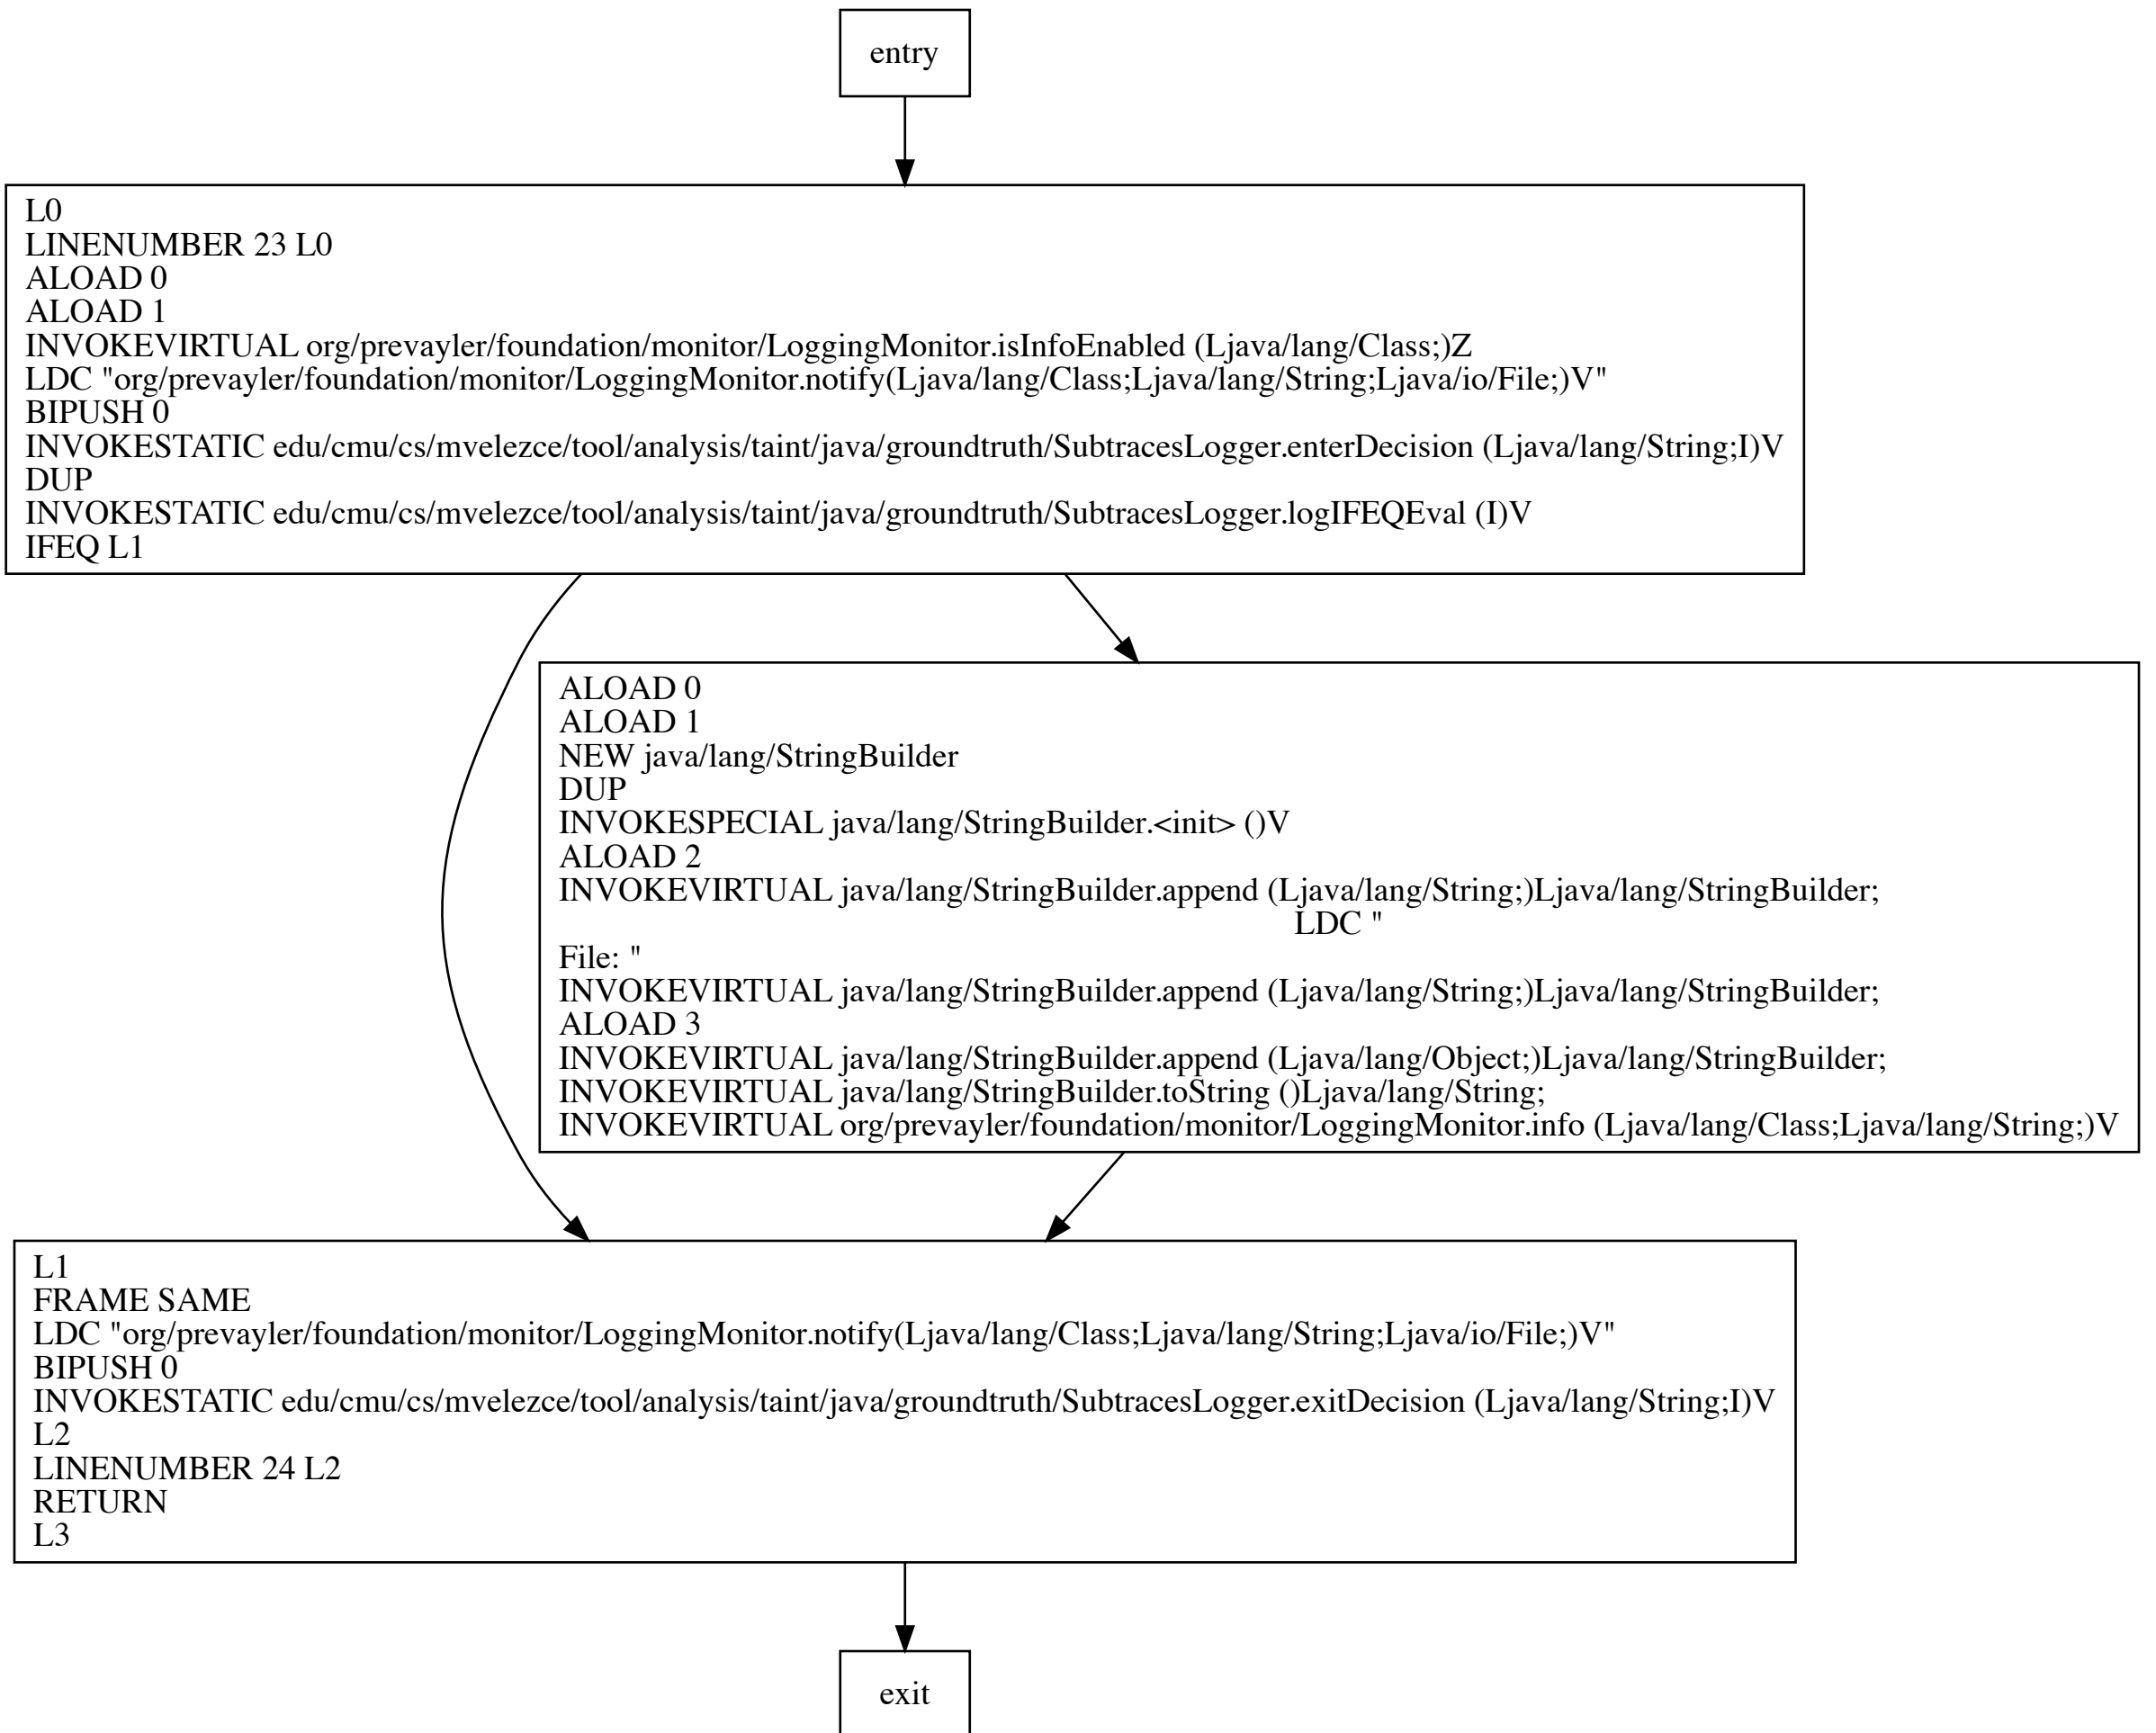 entry
L0
LINENUMBER 23 L0
ALOAD 0
ALOAD 1
INVOKEVIRTUAL org/prevayler/foundation/monitor/LoggingMonitor.isInfoEnabled (Ljava/lang/Class;)Z
LDC "org/prevayler/foundation/monitor/LoggingMonitor.notify(Ljava/lang/Class;Ljava/lang/String;Ljava/io/File;)V"
BIPUSH 0
INVOKESTATIC edu/cmu/cs/mvelezce/tool/analysis/taint/java/groundtruth/SubtracesLogger.enterDecision (Ljava/lang/String;I)V
DUP
INVOKESTATIC edu/cmu/cs/mvelezce/tool/analysis/taint/java/groundtruth/SubtracesLogger.logIFEQEval (I)V
IFEQ L1
ALOAD 0
ALOAD 1
NEW java/lang/StringBuilder
DUP
INVOKESPECIAL java/lang/StringBuilder.<init> ()V
ALOAD 2
INVOKEVIRTUAL java/lang/StringBuilder.append (Ljava/lang/String;)Ljava/lang/StringBuilder;
LDC "
File: "
INVOKEVIRTUAL java/lang/StringBuilder.append (Ljava/lang/String;)Ljava/lang/StringBuilder;
ALOAD 3
INVOKEVIRTUAL java/lang/StringBuilder.append (Ljava/lang/Object;)Ljava/lang/StringBuilder;
INVOKEVIRTUAL java/lang/StringBuilder.toString ()Ljava/lang/String;
INVOKEVIRTUAL org/prevayler/foundation/monitor/LoggingMonitor.info (Ljava/lang/Class;Ljava/lang/String;)V
L1
FRAME SAME
LDC "org/prevayler/foundation/monitor/LoggingMonitor.notify(Ljava/lang/Class;Ljava/lang/String;Ljava/io/File;)V"
BIPUSH 0
INVOKESTATIC edu/cmu/cs/mvelezce/tool/analysis/taint/java/groundtruth/SubtracesLogger.exitDecision (Ljava/lang/String;I)V
L2
LINENUMBER 24 L2
RETURN
L3
exit